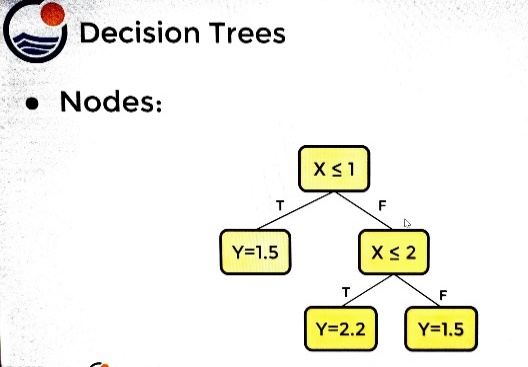 Decision Trees
• Nodes:
X ≤ 1
T F
Y=1.5 X ≤ 2
T F
Y=2.2 Y=1.5